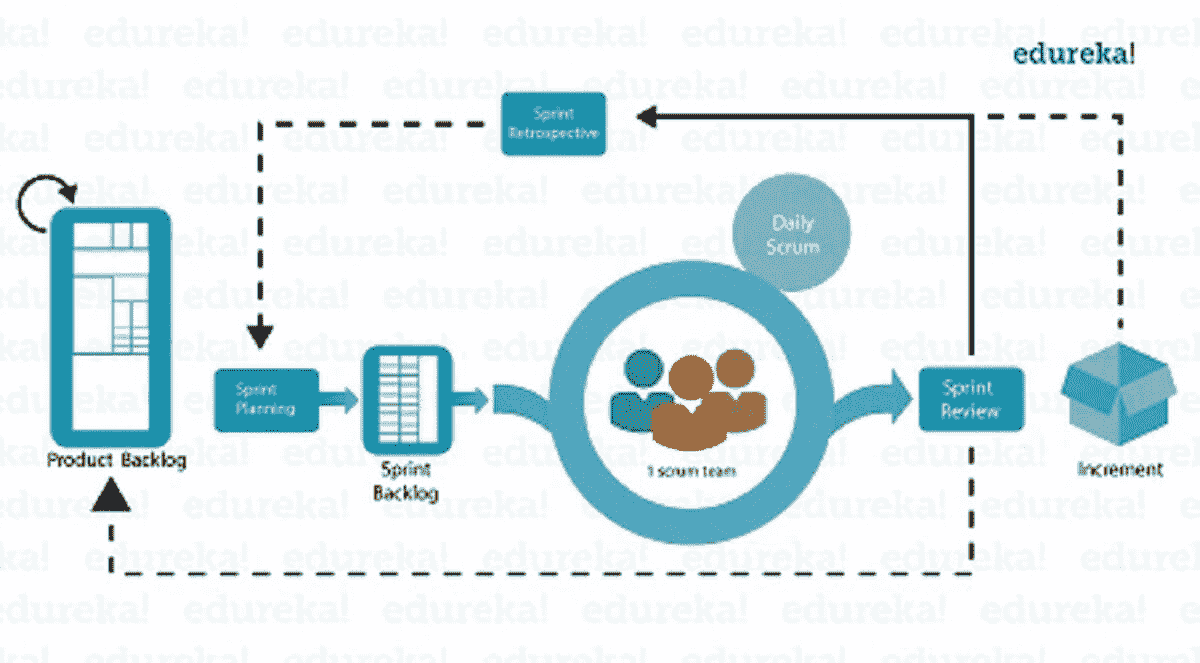 edureka!
Sprint
Retrospective
Daily
Scrum
Sprint
Planning
Sprint
Review
1 scrum team
Product Backlog
Sprint
Backlog
Increment